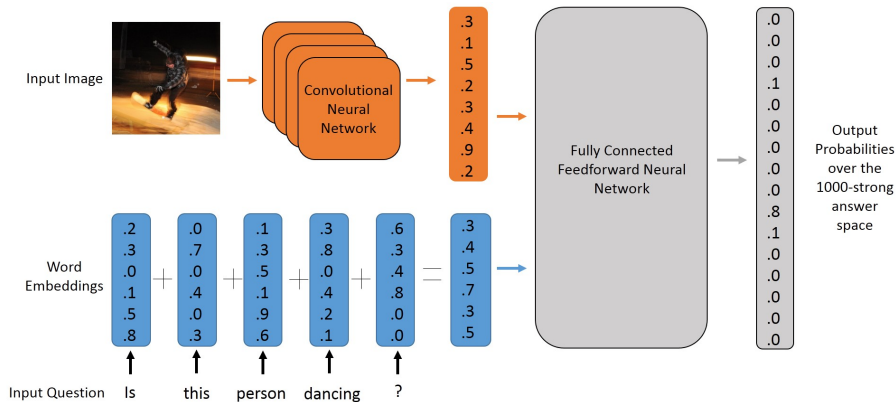 Input Image
Convolutional
Neural
Network
.3
.1
.5
.2
.3
.4
.9
.2
Fully Connected
Feedforward Neural
Network
.0
.0
.0
.1
.0
.0
.0
.0
.0
.8
.1
.0
.0
.0
.0
.0
Output
Probabilities
over the
1000-strong
answer
space
Word
Embeddings
.2 .0 .1 .3 .6 .3
.3 .7 .3 .8 .3 .4
.0 + .0 + .5 + .0 + .4 = .5
.1 .4 .1 .4 .8 .7
.5 .0 .9 .2 .0 .3
.8 .3 .6 .1 .0 .5
Input Question Is this person dancing ?